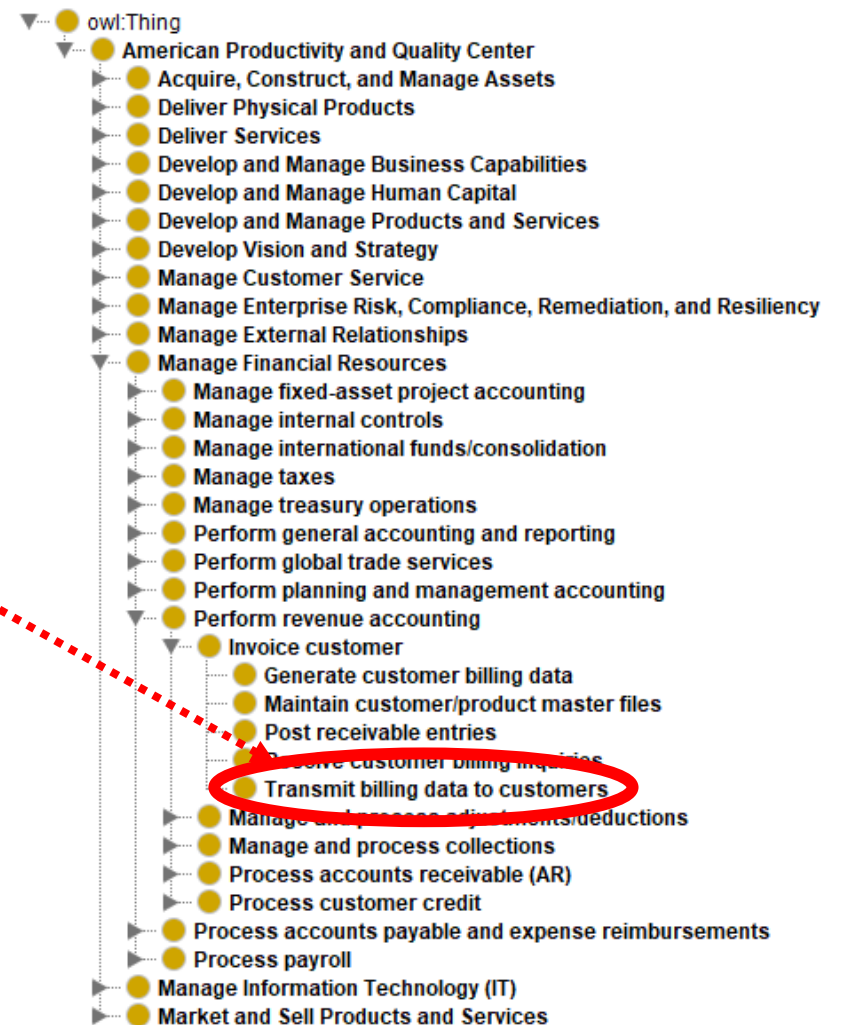 owl:Thing
American Productivity and Quality Center
Acquire, Construct, and Manage Assets
Deliver Physical Products
Deliver Services
Develop and Manage Business Capabilities
Develop and Manage Human Capital
Develop and Manage Products and Services
Develop Vision and Strategy
Manage Customer Service
Manage Enterprise Risk, Compliance, Remediation, and Resiliency
Manage External Relationships
Manage Financial Resources
Manage fixed-asset project accounting
Manage internal controls
Manage international funds/consolidation
Manage taxes
Manage treasury operations
Perform general accounting and reporting
Perform global trade services
Perform planning and management accounting
Perform revenue accounting
Invoice customer
Generate customer billing data
Maintain customer/product master files
Post receivable entries
Resolve customer billing inquiries
Transmit billing data to customers
Manage and process adjustments/deductions
Manage and process collections
Process accounts receivable (AR)
Process customer credit
Process accounts payable and expense reimbursements
Process payroll
Manage Information Technology (IT)
Market and Sell Products and Services